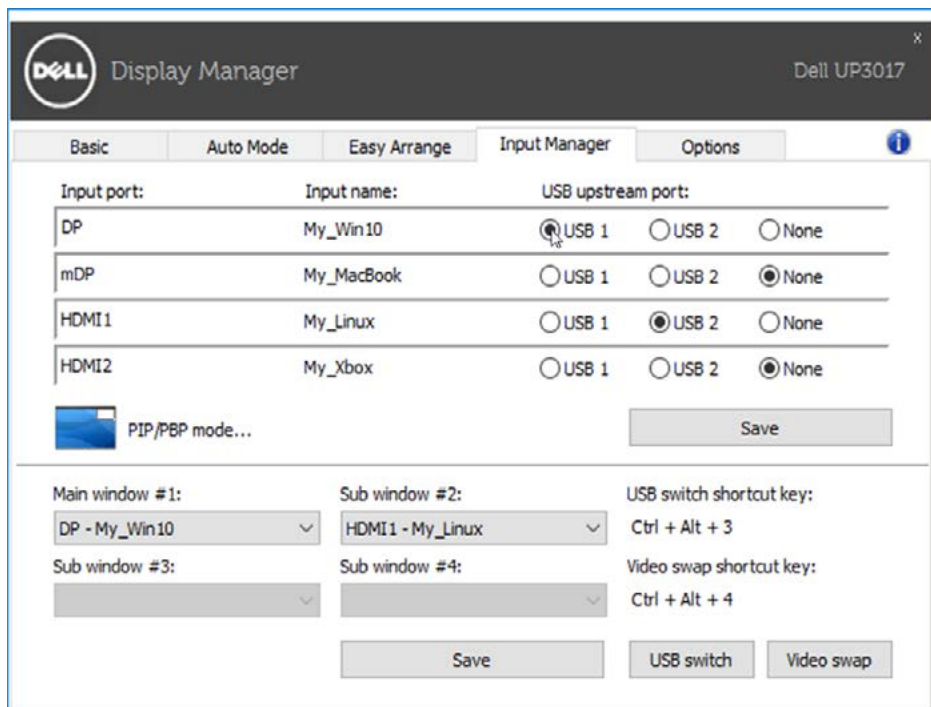 DELL Display Manager Dell UP3017 x
Basic Auto Mode Easy Arrange Input Manager Options i
Input port: Input name: USB upstream port:
DP My_Win10 USB 1 USB 2 None
mDP My_MacBook USB 1 USB 2 None
HDMI1 My_Linux USB 1 USB 2 None
HDMI2 My_Xbox USB 1 USB 2 None
PIP/PBP mode... Save
Main window #1: Sub window #2: USB switch shortcut key:
DP - My_Win10 HDMI1 - My_Linux Ctrl + Alt + 3
Sub window #3: Sub window #4: Video swap shortcut key:
Ctrl + Alt + 4
Save USB switch Video swap